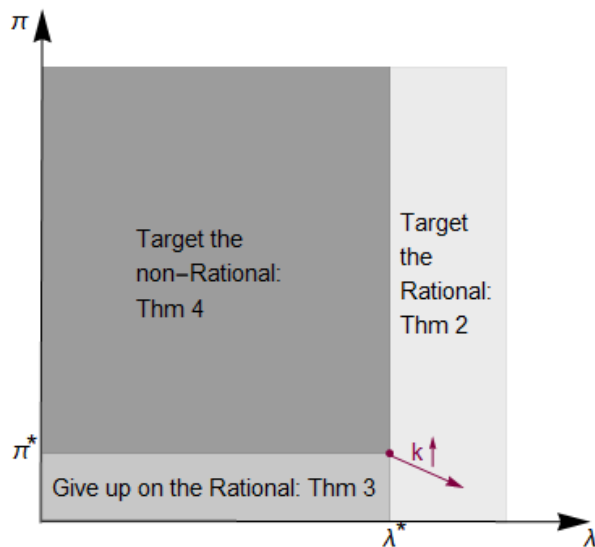 π
Target the
non−Rational:
Thm 4
Target
the
Rational:
Thm 2
π*
k
Give up on the Rational: Thm 3
λ*
λ